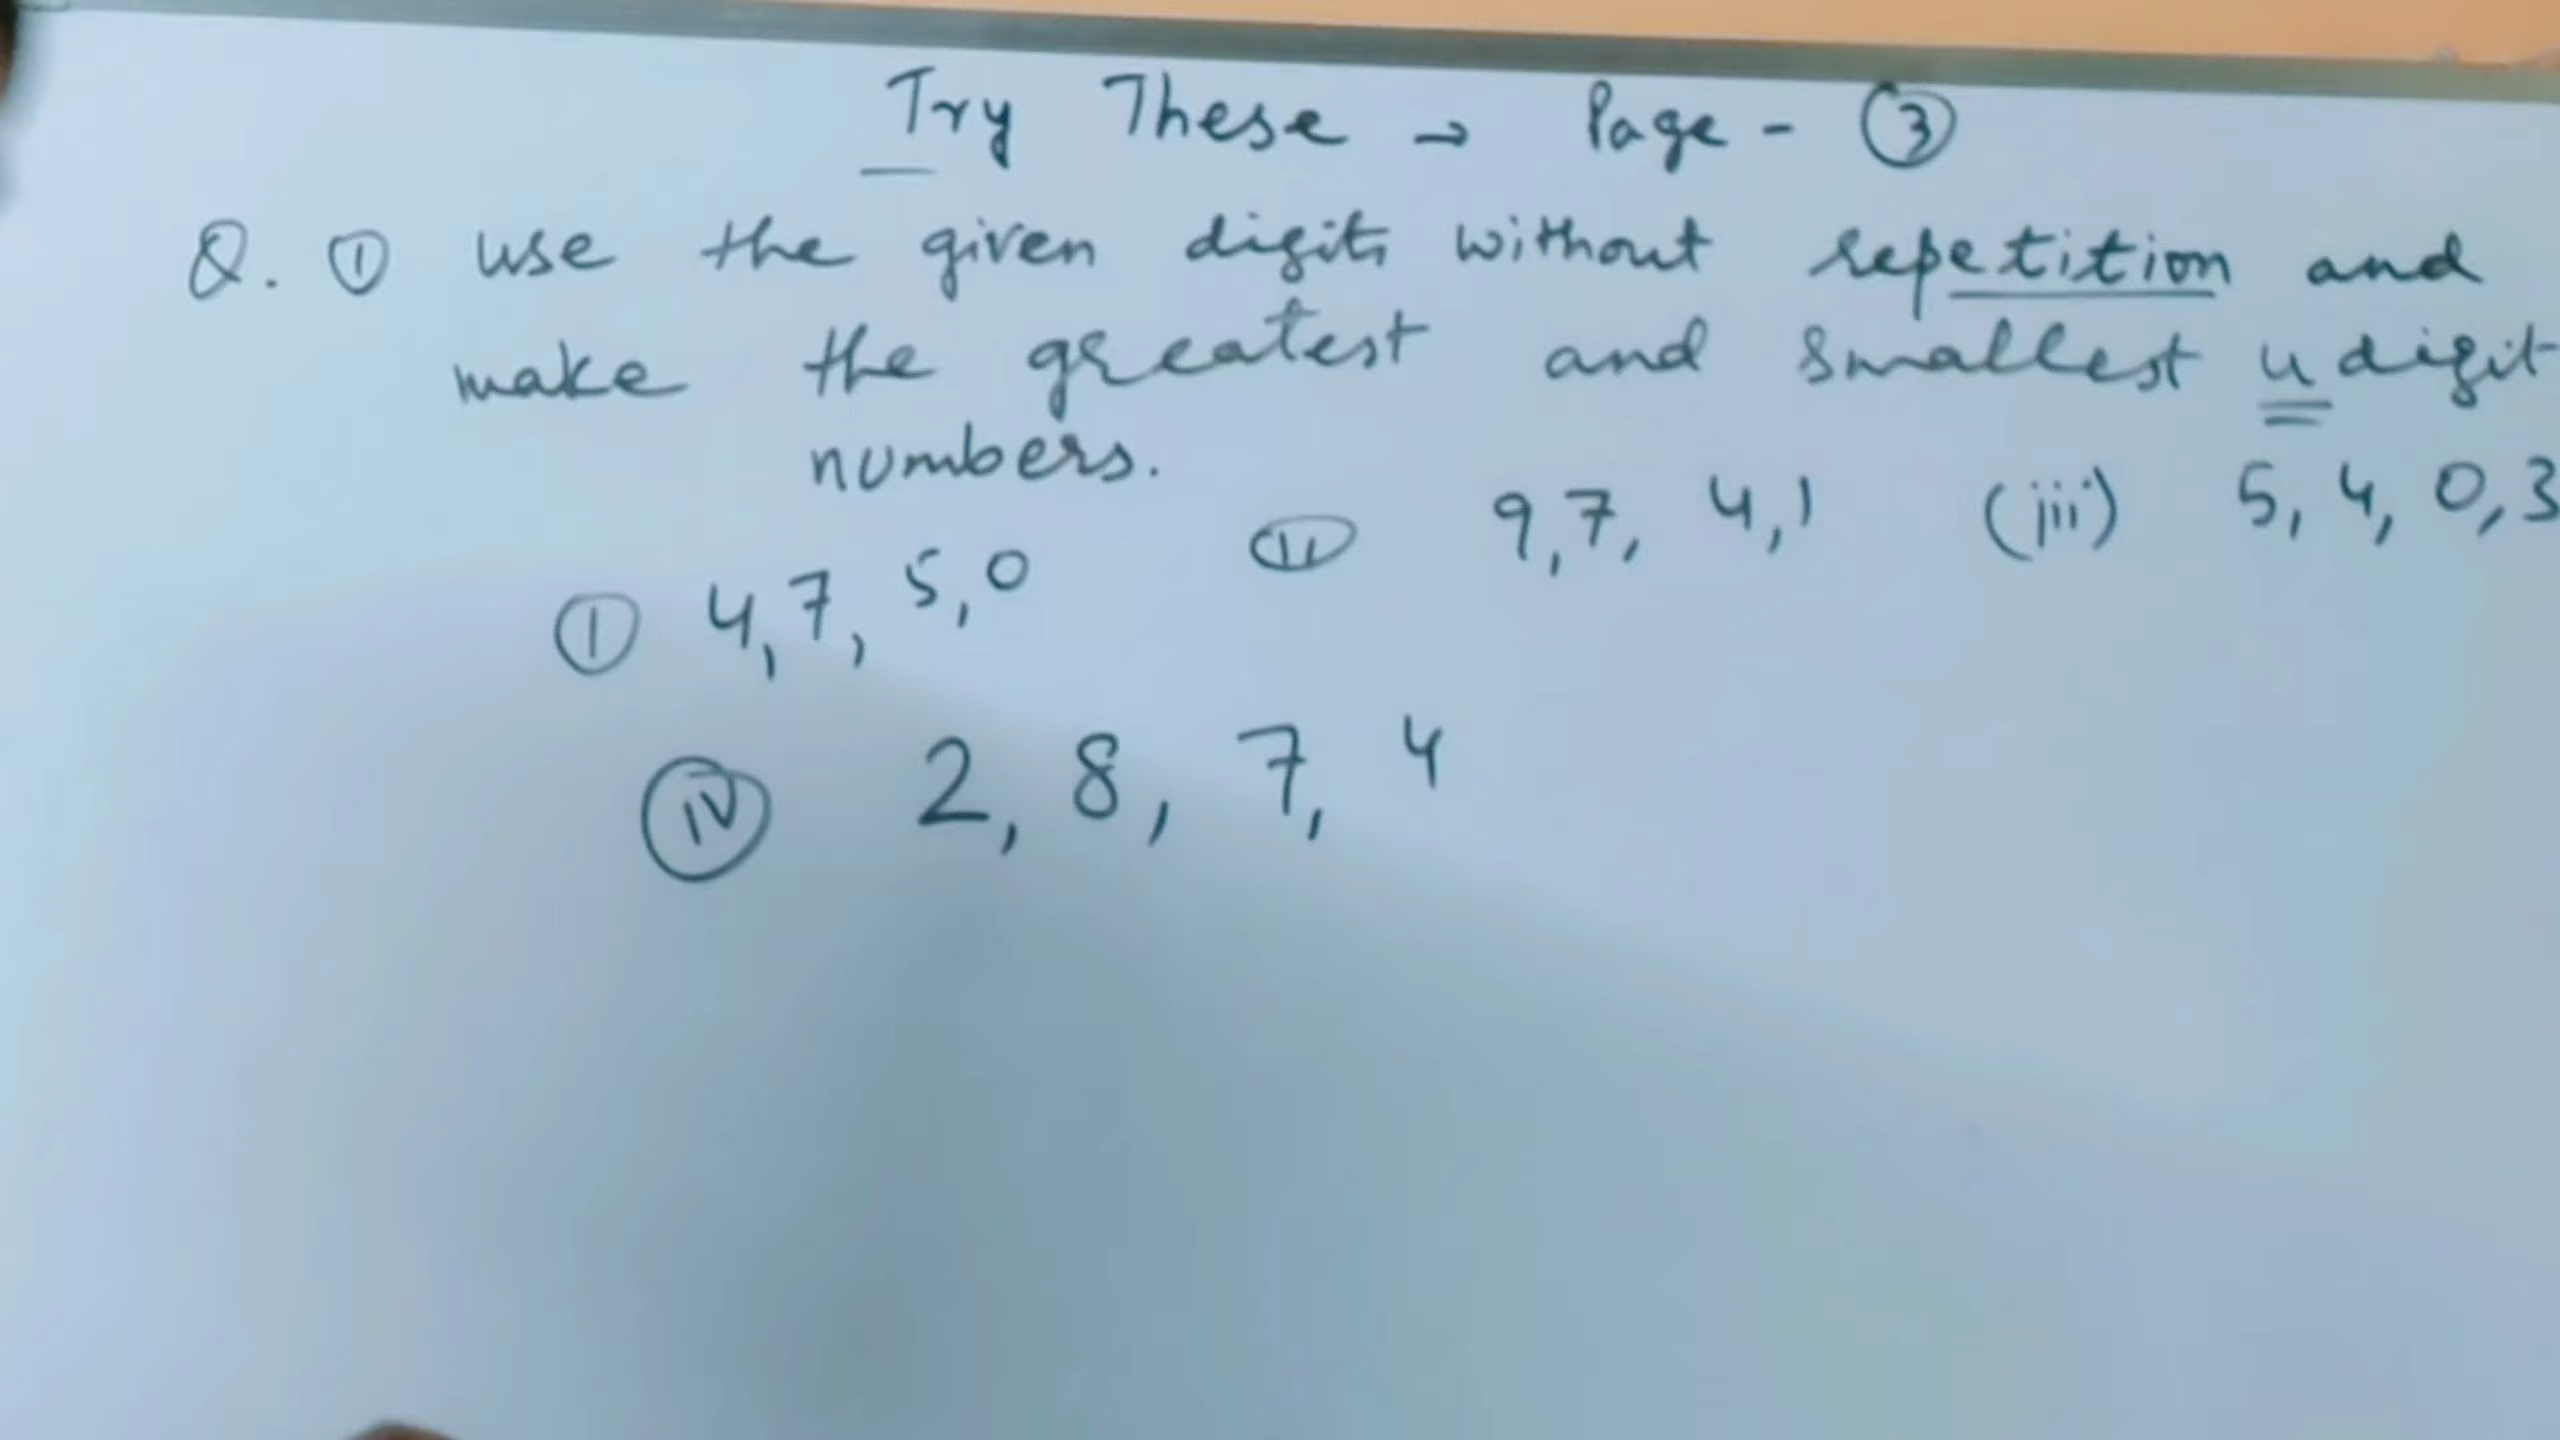 Try These → Page - ③
Q. ① use the given digits without repetition and
make the greatest and smallest 4 digit
numbers.
① 4,7, 5,0 ⑪ 9,7, 4,1 (iii) 5, 4, 0,3
ⓘⓥ 2, 8, 7, 4